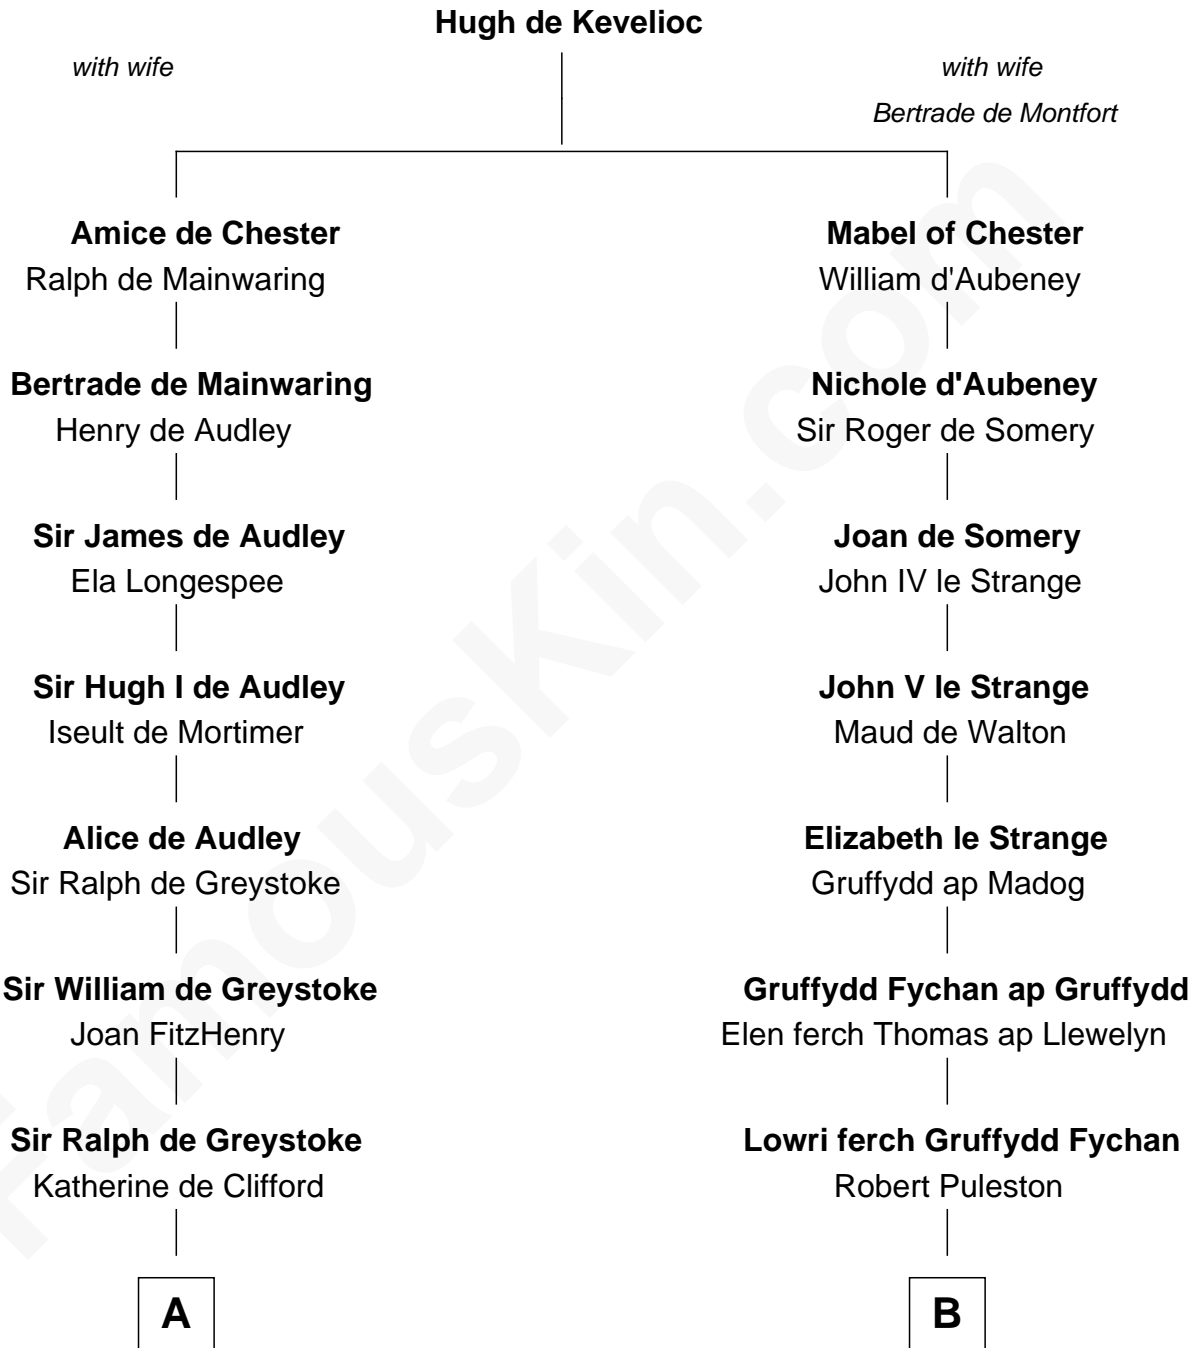 Hugh de Kevelioc
with wife
with wife
Bertrade de Montfort
Amice de Chester
Ralph de Mainwaring
Mabel of Chester
William d'Aubeney
Bertrade de Mainwaring
Henry de Audley
Nichole d'Aubeney
Sir Roger de Somery
Sir James de Audley
Ela Longespee
Joan de Somery
John IV le Strange
Sir Hugh I de Audley
Iseult de Mortimer
John V le Strange
Maud de Walton
Alice de Audley
Sir Ralph de Greystoke
Elizabeth le Strange
Gruffydd ap Madog
Sir William de Greystoke
Joan FitzHenry
Gruffydd Fychan ap Gruffydd
Elen ferch Thomas ap Llewelyn
Sir Ralph de Greystoke
Katherine de Clifford
Lowri ferch Gruffydd Fychan
Robert Puleston
A
B
FamousKin.com